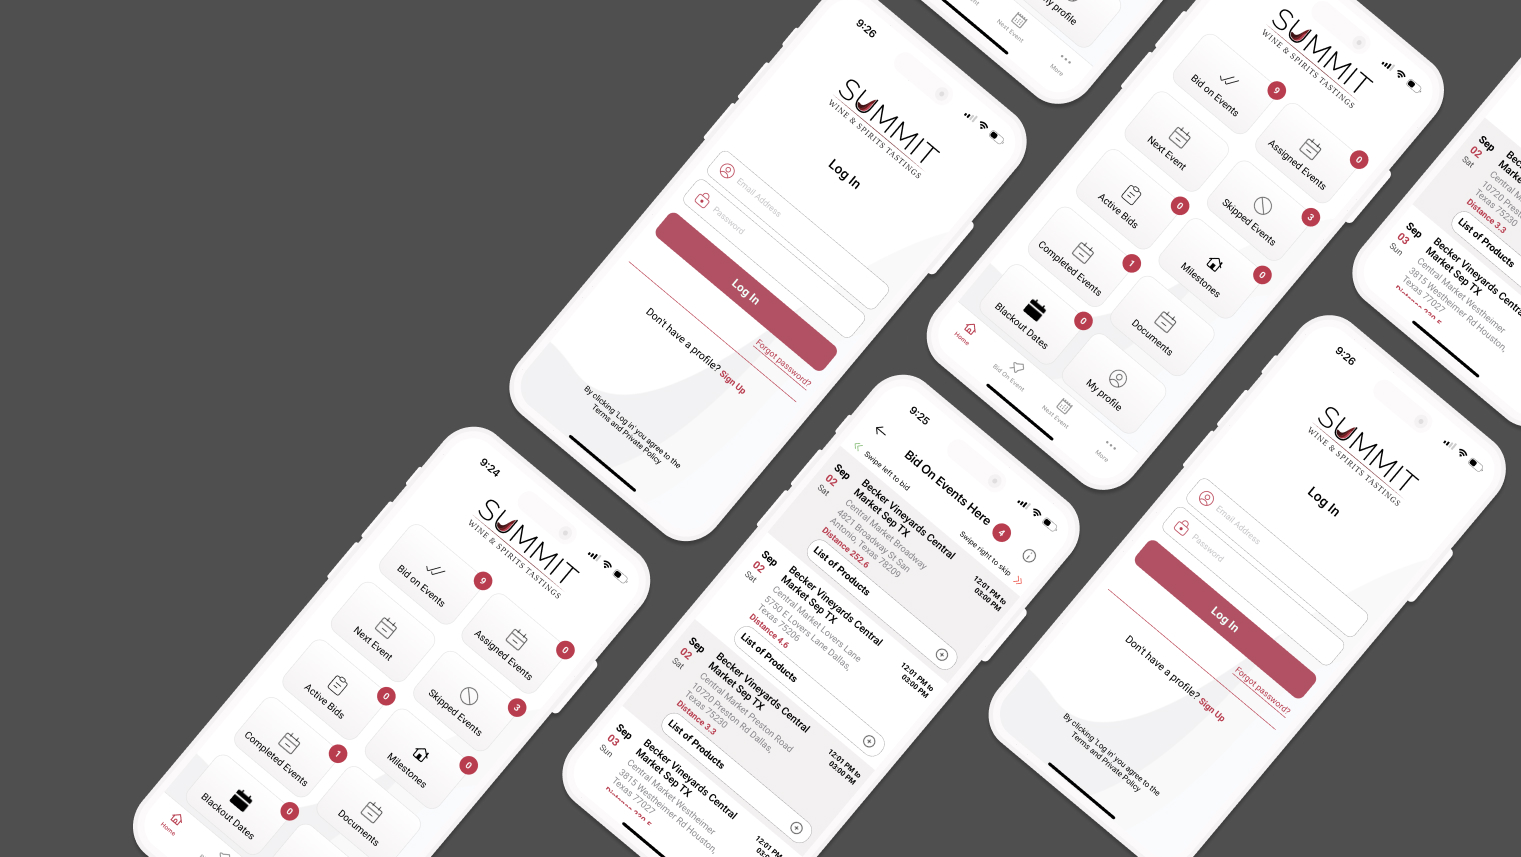 9:26
SUMMIT
WINE & SPIRITS TASTINGS
Log In
Email Address
Password
Log In
Forgot password?
Don't have a profile? Sign Up
By clicking 'Log in' you agree to the
Terms and Private Policy
My profile
Next Event
More
SUMMIT
WINE & SPIRITS TASTINGS
Bid on Events
9
Assigned Events
0
Next Event
Skipped Events
3
Active Bids
0
Milestones
0
Completed Events
1
Documents
Blackout Dates
0
My profile
Home
Bid On Event
Next Event
More
Sep
02
Sat
Central M
10720 Prest
Texas 75230
Distance 3.3
List of Products
Sep
03
Sun
Becker Vineyards Centra
Market Sep TX
Central Market Westheimer
3815 Westheimer Rd Houston,
Texas 77027
9:24
SUMMIT
WINE & SPIRITS TASTINGS
Bid on Events
9
Assigned Events
0
Next Event
Skipped Events
3
Active Bids
0
Milestones
0
Completed Events
1
Documents
Blackout Dates
0
Home
9:25
Bid On Events Here
4
Swipe left to bid
Swipe right to skip
Sep
02
Sat
Becker Vineyards Central
Market Sep TX
Central Market Broadway
4821 Broadway St San
Antonio, Texas 78209
Distance 252.6
12:01 PM to
03:00 PM
List of Products
Sep
02
Sat
Becker Vineyards Central
Market Sep TX
Central Market Lovers Lane
5750 E Lovers Lane Dallas,
Texas 75206
Distance 4.6
12:01 PM to
03:00 PM
List of Products
Sep
02
Sat
Becker Vineyards Central
Market Sep TX
Central Market Preston Road
10720 Preston Rd Dallas,
Texas 75230
Distance 3.3
12:01 PM to
03:00 PM
List of Products
Sep
03
Sun
Becker Vineyards Central
Market Sep TX
Central Market Westheimer
3815 Westheimer Rd Houston,
Texas 77027
12:01 PM to
03:00 PM
9:26
SUMMIT
WINE & SPIRITS TASTINGS
Log In
Email Address
Password
Log In
Forgot password?
Don't have a profile? Sign Up
By clicking 'Log in' you agree to the
Terms and Private Policy